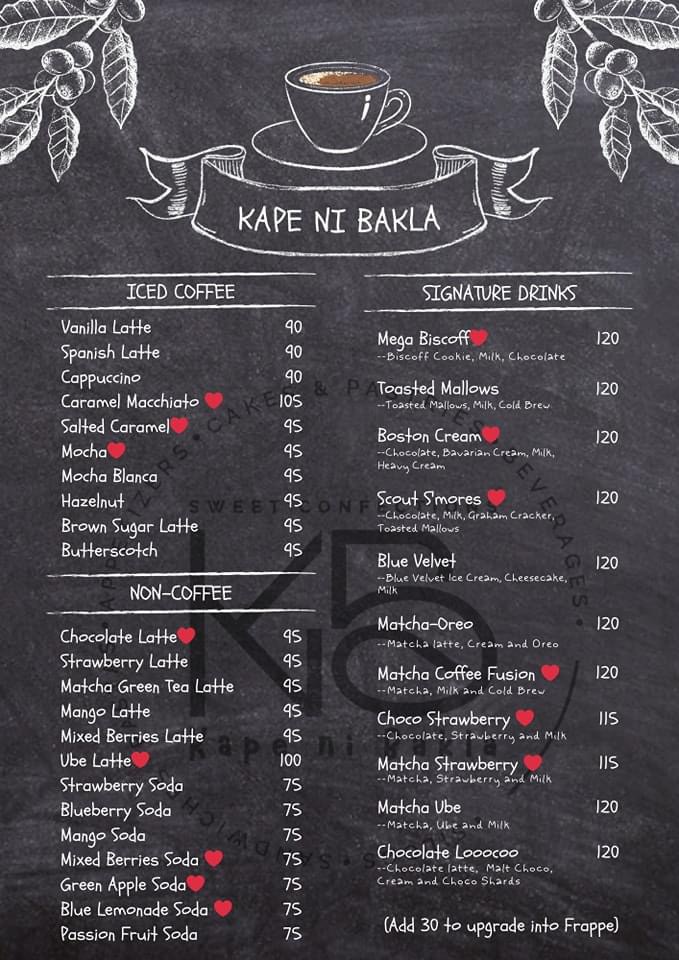 KAPE NI BAKLA
ICED COFFEE
Vanilla Latte 90
Spanish Latte 90
Cappuccino 90
Caramel Macchiato 105
Salted Caramel 95
Mocha 95
Mocha Blanca 95
Hazelnut 95
Brown Sugar Latte 95
Butterscotch 95
NON-COFFEE
Chocolate Latte 95
Strawberry Latte 95
Matcha Green Tea Latte 95
Mango Latte 95
Mixed Berries Latte 95
Ube Latte 100
Strawberry Soda 75
Blueberry Soda 75
Mango Soda 75
Mixed Berries Soda 75
Green Apple Soda 75
Blue Lemonade Soda 75
Passion Fruit Soda 75
SIGNATURE DRINKS
Mega Biscoff 120
--Biscoff Cookie, Milk, Chocolate
Toasted Mallows 120
--Toasted Mallows, Milk, Cold Brew
Boston Cream 120
--Chocolate, Bavarian Cream, Milk,
Heavy Cream
Scout S'mores 120
--Chocolate, Milk, Graham Cracker,
Toasted Mallows
Blue Velvet 120
--Blue Velvet Ice Cream, Cheesecake,
Milk
Matcha-Oreo 120
--Matcha latte, Cream and Oreo
Matcha Coffee Fusion 120
--Matcha, Milk and Cold Brew
Choco Strawberry 115
--Chocolate, Strawberry and Milk
Matcha Strawberry 115
--Matcha, Strawberry and Milk
Matcha Ube 120
--Matcha, Ube and Milk
Chocolate Looocoo 120
--Chocolate latte, Malt Choco,
Cream and Choco Shards
(Add 30 to upgrade into Frappe)
Kape ni Bakla